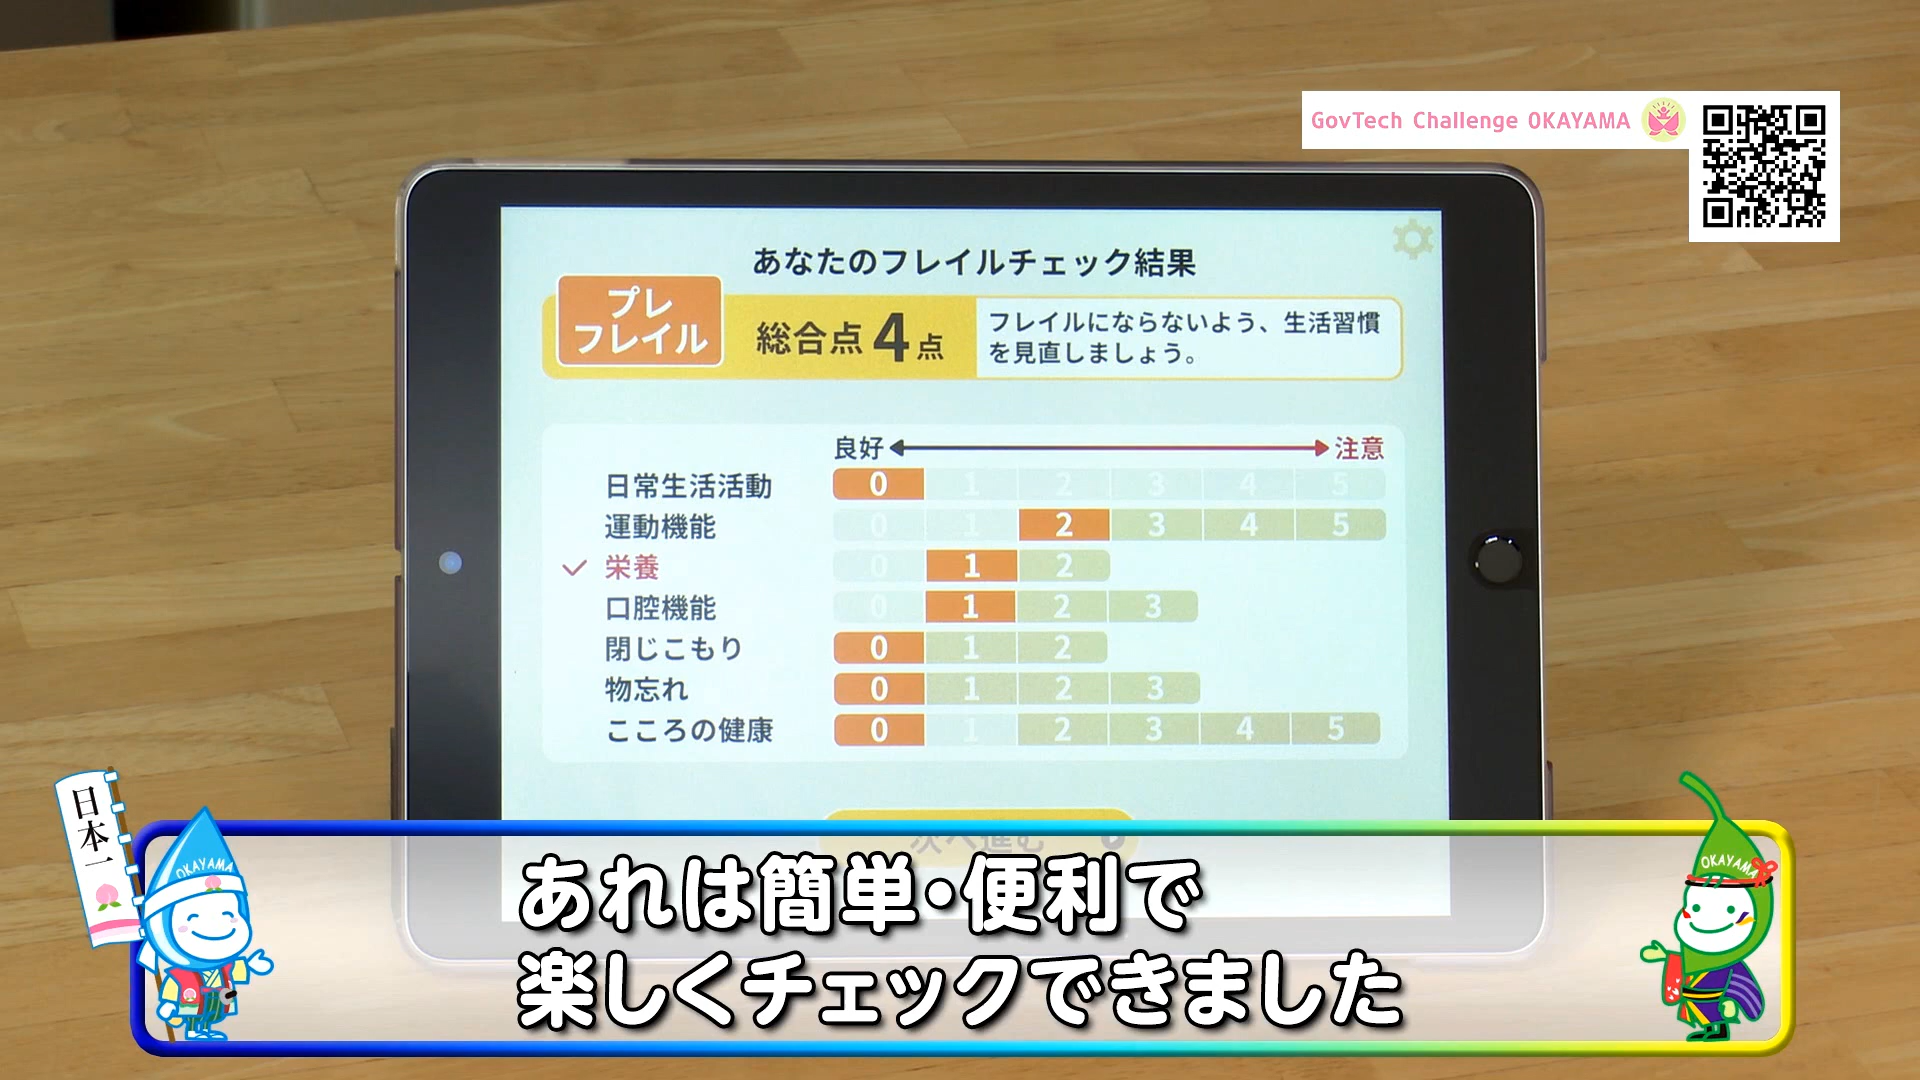 GovTech Challenge OKAYAMA
あなたのフレイルチェック結果
プレ
フレイル
総合点 4点
フレイルにならないよう、生活習慣
を見直しましょう。
良好 注意
日常生活活動 0 1 2 3 4 5
運動機能 0 1 2 3 4 5
栄養 0 1 2
口腔機能 0 1 2 3
閉じこもり 0 1 2
物忘れ 0 1 2 3
こころの健康 0 1 2 3 4 5
次へ進む
日本一
OKAYAMA
OKAYAMA
あれは簡単・便利で
楽しくチェックできました